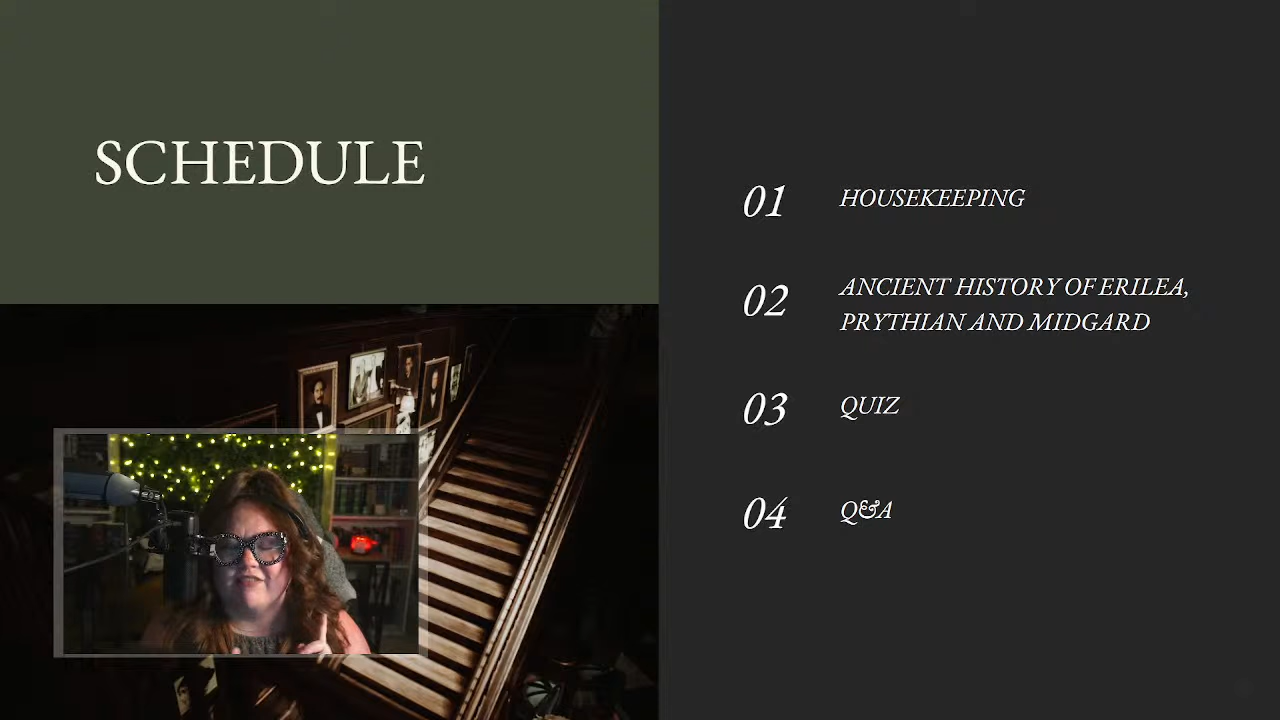 SCHEDULE
01 HOUSEKEEPING
02 ANCIENT HISTORY OF ERILEA,
PRYTHIAN AND MIDGARD
03 QUIZ
04 Q&A